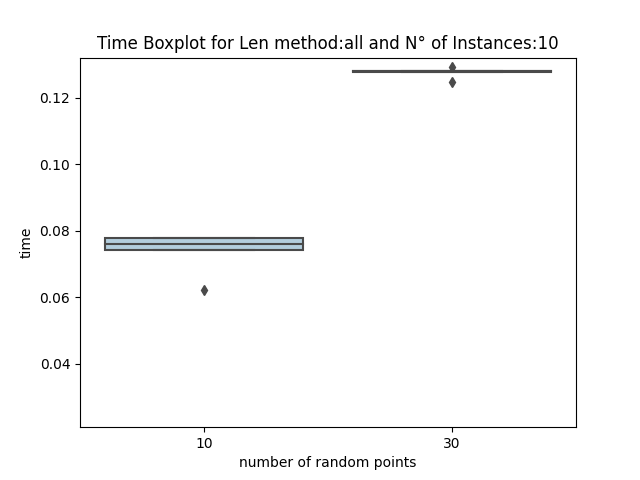 Time Boxplot for Len method:all and N° of Instances:10
0.12
0.10
0.08
0.06
0.04
time
10
30
number of random points